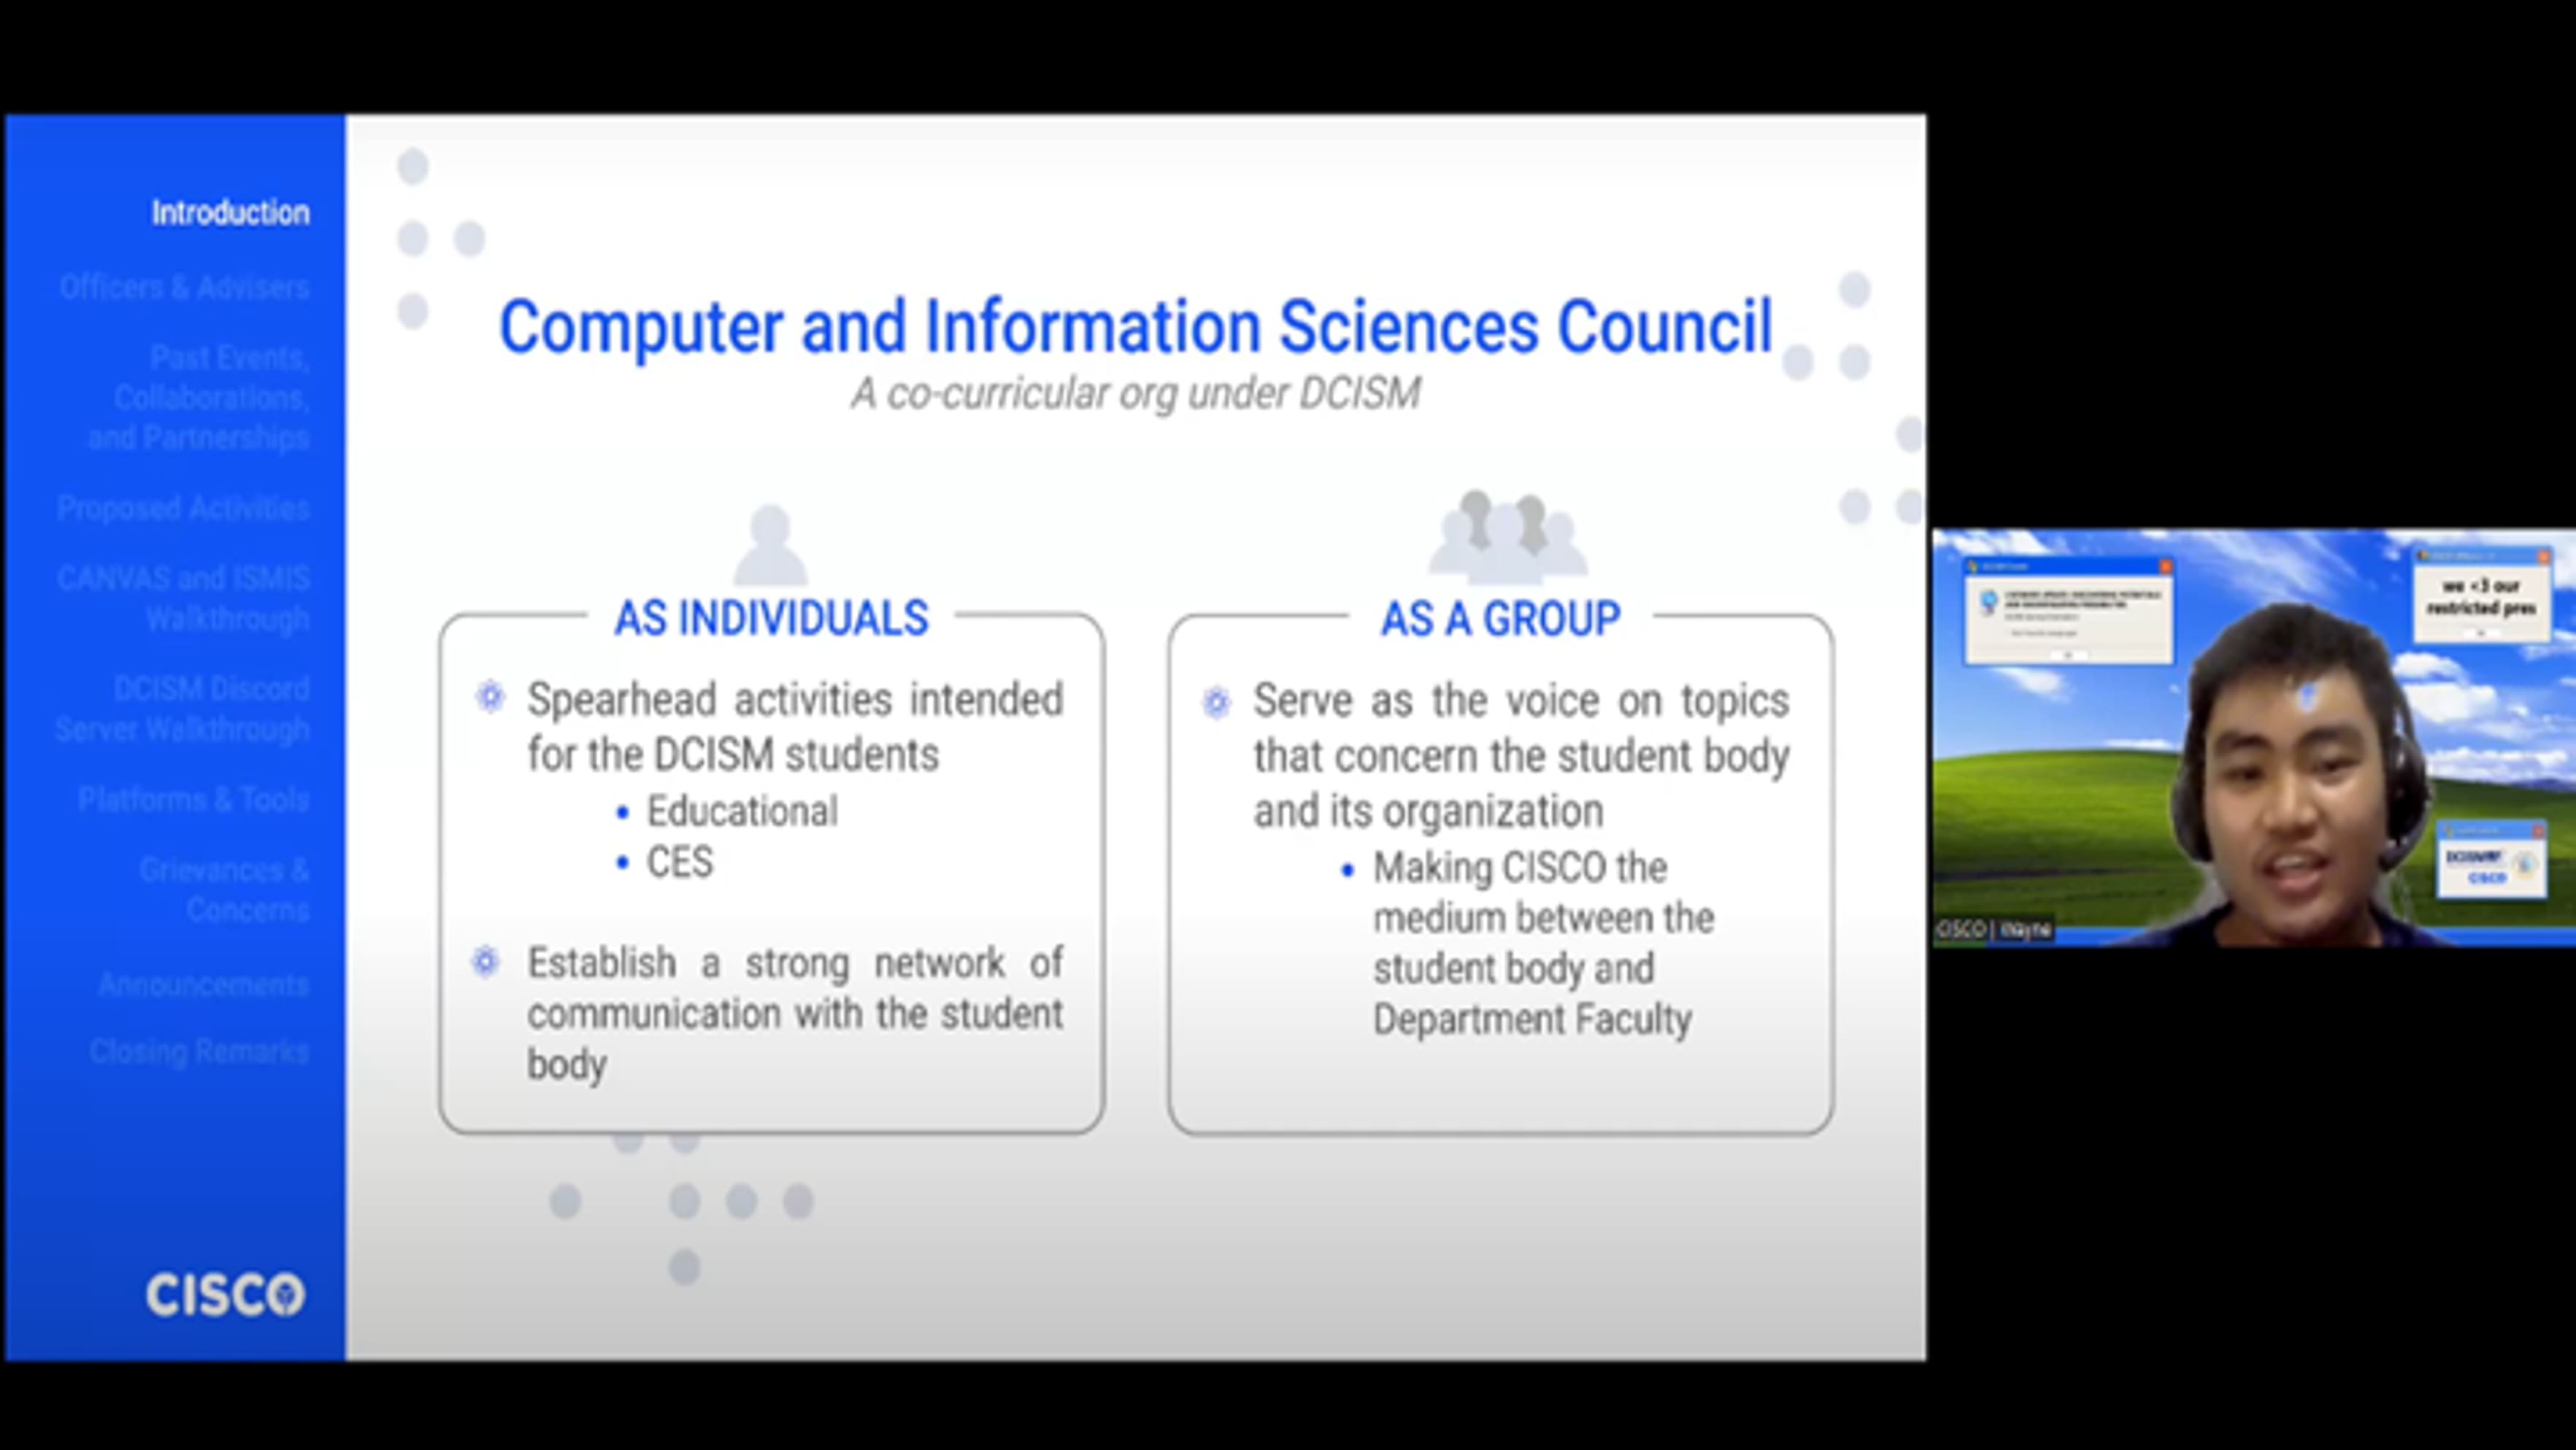 Introduction
Officers & Advisers
Past Events,
Collaborations,
and Partnerships
Proposed Activities
CANVAS and ISMIS
Walkthrough
DCISM Discord
Server Walkthrough
Platforms & Tools
Grievances &
Concerns
Announcements
Closing Remarks
CISCO
Computer and Information Sciences Council
A co-curricular org under DCISM
AS INDIVIDUALS
Spearhead activities intended
for the DCISM students
Educational
CES
Establish a strong network of
communication with the student
body
AS A GROUP
Serve as the voice on topics
that concern the student body
and its organization
Making CISCO the
medium between the
student body and
Department Faculty
we <3 our
restricted pres
CISCO
CISCO | Wayne